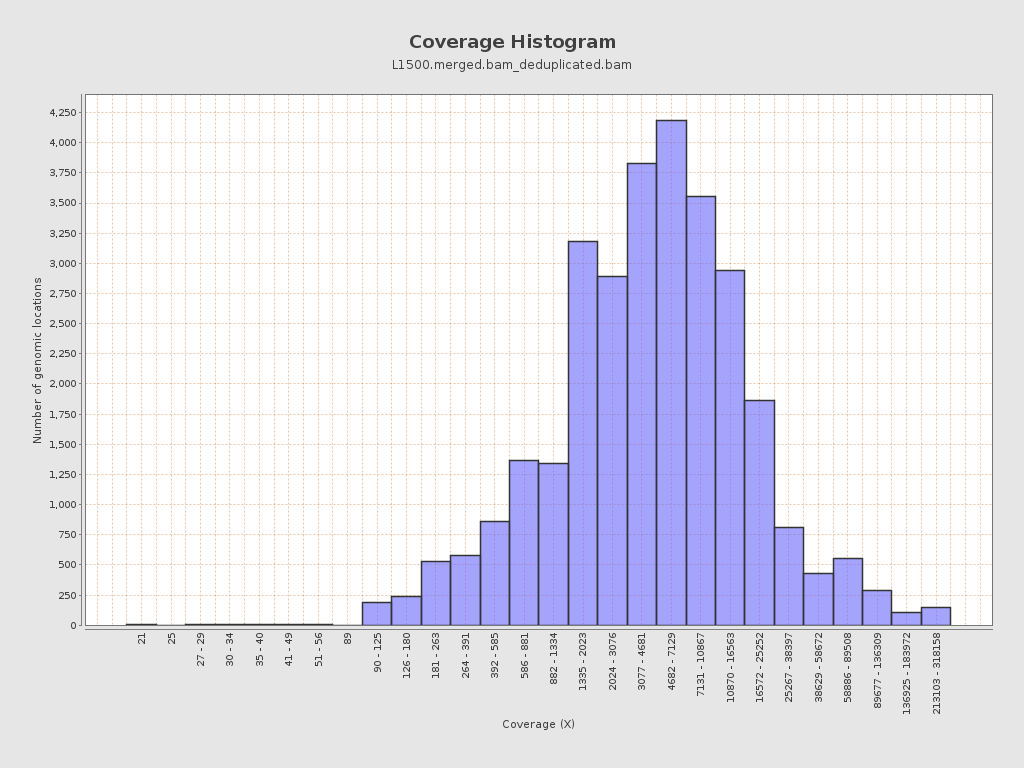 Coverage Histogram
L1500.merged.bam_deduplicated.bam
Number of genomic locations
4,250
4,000
3,750
3,500
3,250
3,000
2,750
2,500
2,250
2,000
1,750
1,500
1,250
1,000
750
500
250
0
21
25
27 - 29
30 - 34
35 - 40
41 - 49
51 - 56
89
90 - 125
126 - 180
181 - 263
264 - 391
392 - 585
586 - 881
882 - 1334
1335 - 2023
2024 - 3076
3077 - 4681
4682 - 7129
7131 - 10867
10870 - 16563
16572 - 25252
25267 - 38397
38629 - 58672
58886 - 89508
89677 - 136309
136925 - 183972
213103 - 318158
Coverage (X)